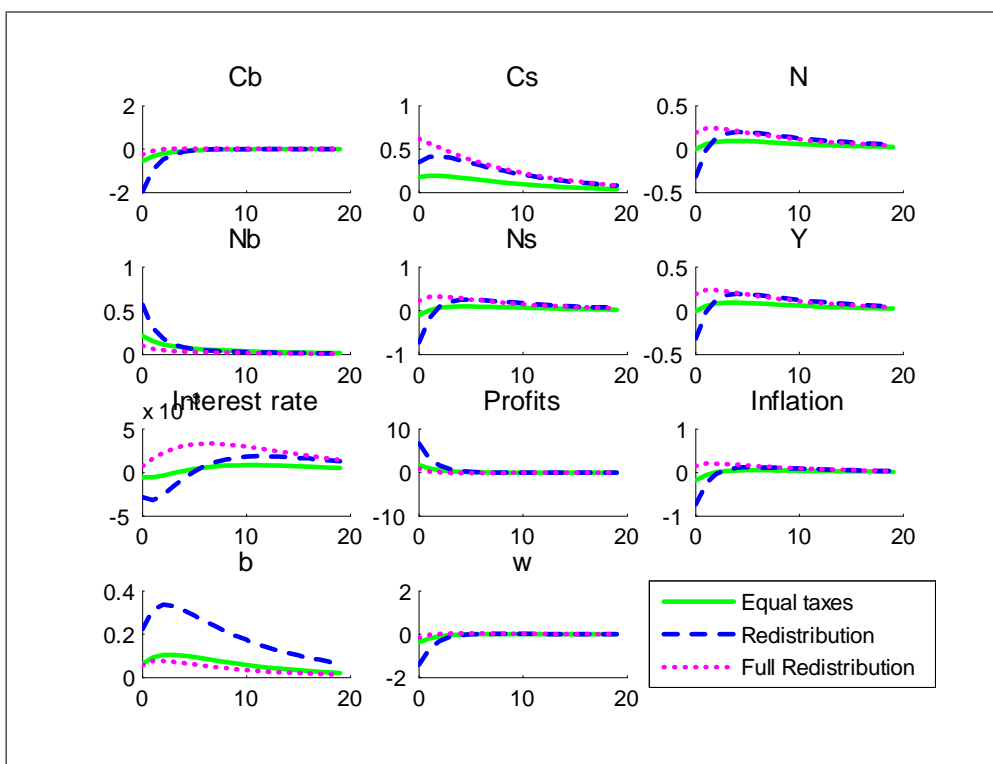 Cb Cs N
2 1 0.5
0 0.5 0
-2 0 -0.5
0 10 20 0 10 20 0 10 20
Nb Ns Y
1 1 0.5
0.5 0 0
0 -1 -0.5
0 10 20 0 10 20 0 10 20
x 10⁻³ Interest rate Profits Inflation
5 10 1
0 0 0
-5 -10 -1
0 10 20 0 10 20 0 10 20
b w
0.4 2
0.2 0
0 -2
0 10 20 0 10 20
Equal taxes
Redistribution
Full Redistribution